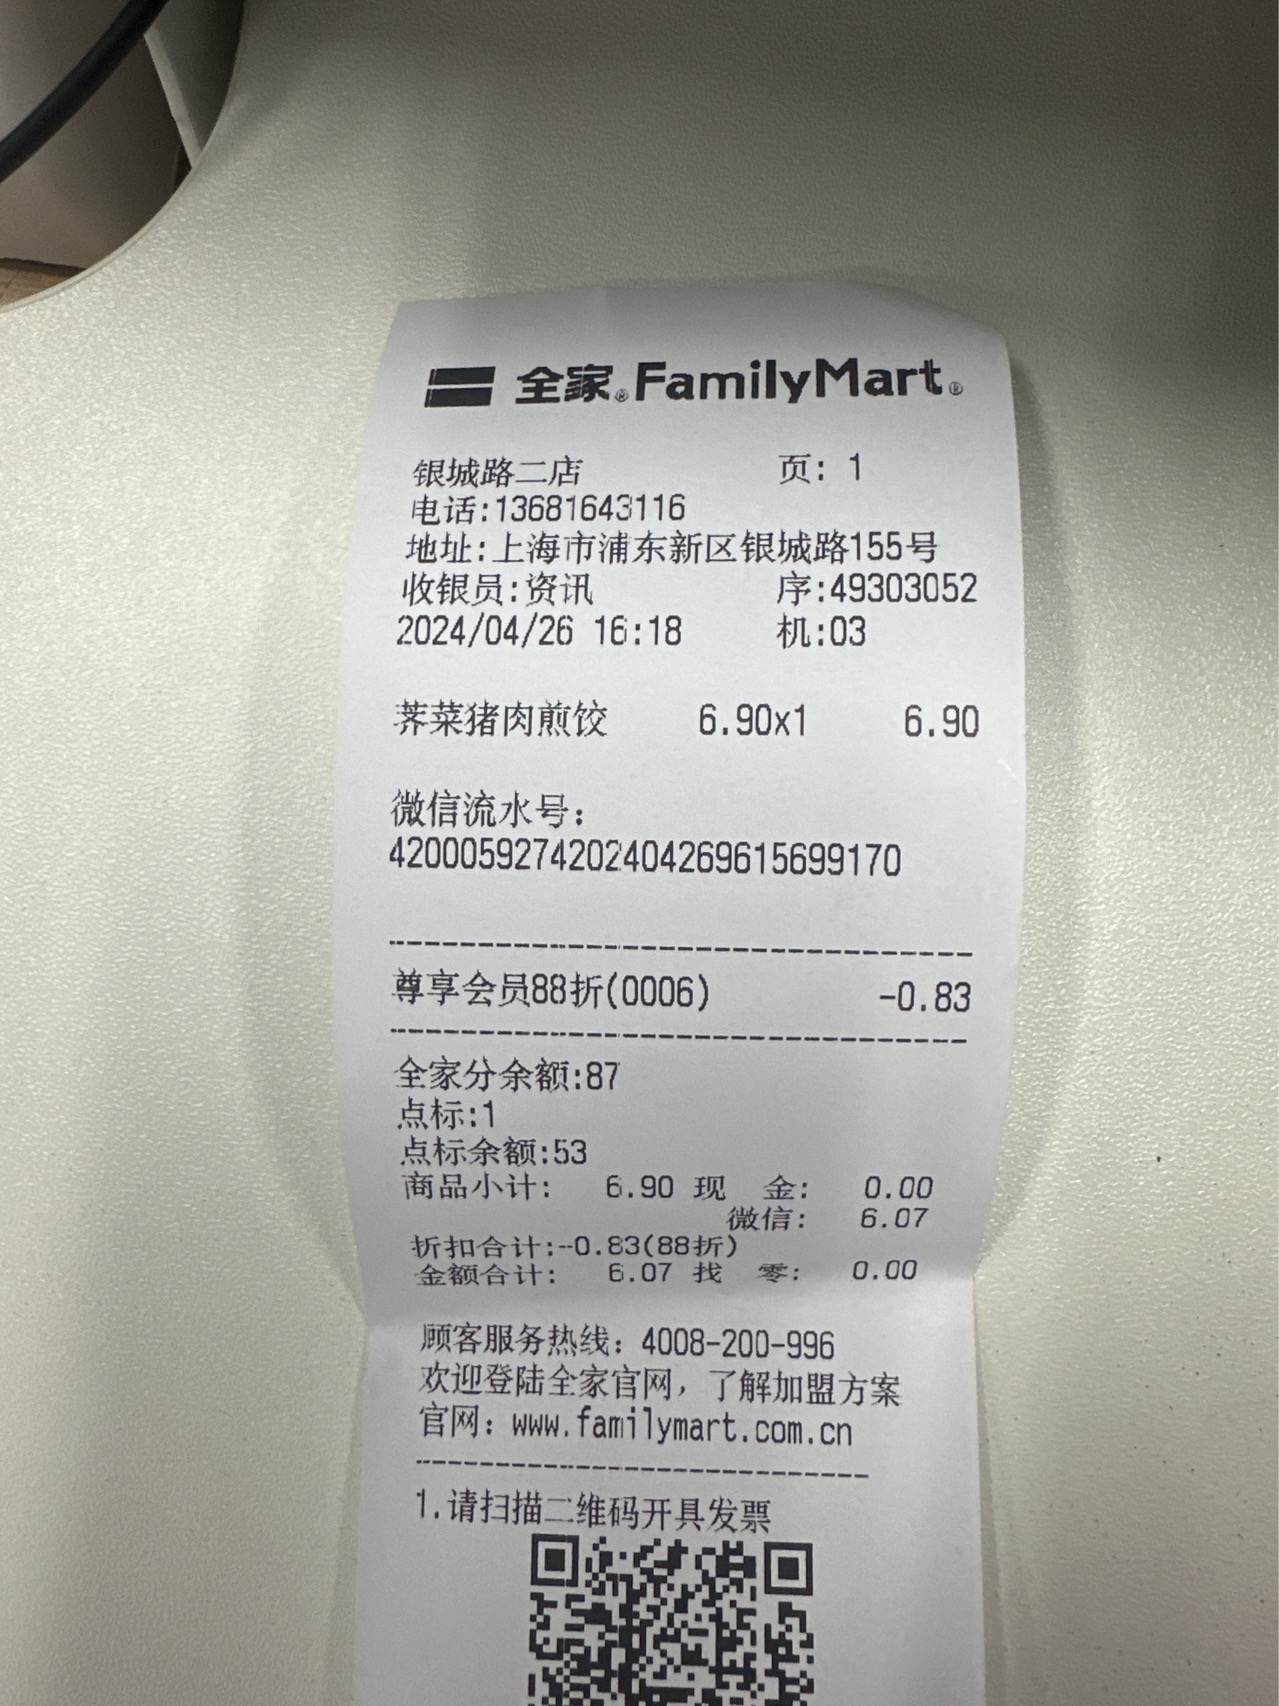 全家® FamilyMart®
银城路二店 页: 1
电话:13681643116
地址:上海市浦东新区银城路155号
收银员:资讯 序:49303052
2024/04/26 16:18 机:03
荠菜猪肉煎饺 6.90x1 6.90
微信流水号:
4200059274202404269615699170
尊享会员88折(0006) -0.83
全家分余额:87
点标:1
点标余额:53
商品小计: 6.90 现 金: 0.00
微信: 6.07
折扣合计:-0.83(88折)
金额合计: 6.07 找 零: 0.00
顾客服务热线: 4008-200-996
欢迎登陆全家官网，了解加盟方案
官网: www.familymart.com.cn
1.请扫描二维码开具发票